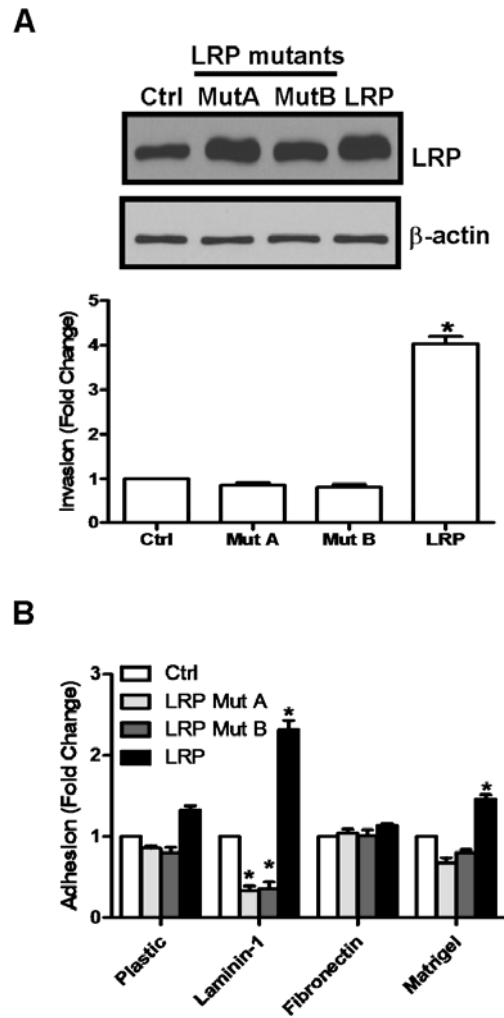 A
LRP mutants
Ctrl MutA MutB LRP
LRP
β-actin
Invasion (Fold Change)
5
4
3
2
1
0
*
Ctrl Mut A Mut B LRP
B
Adhesion (Fold Change)
3
2
1
0
Ctrl
LRP Mut A
LRP Mut B
LRP
* * * *
Plastic Laminin-1 Fibronectin Matrigel